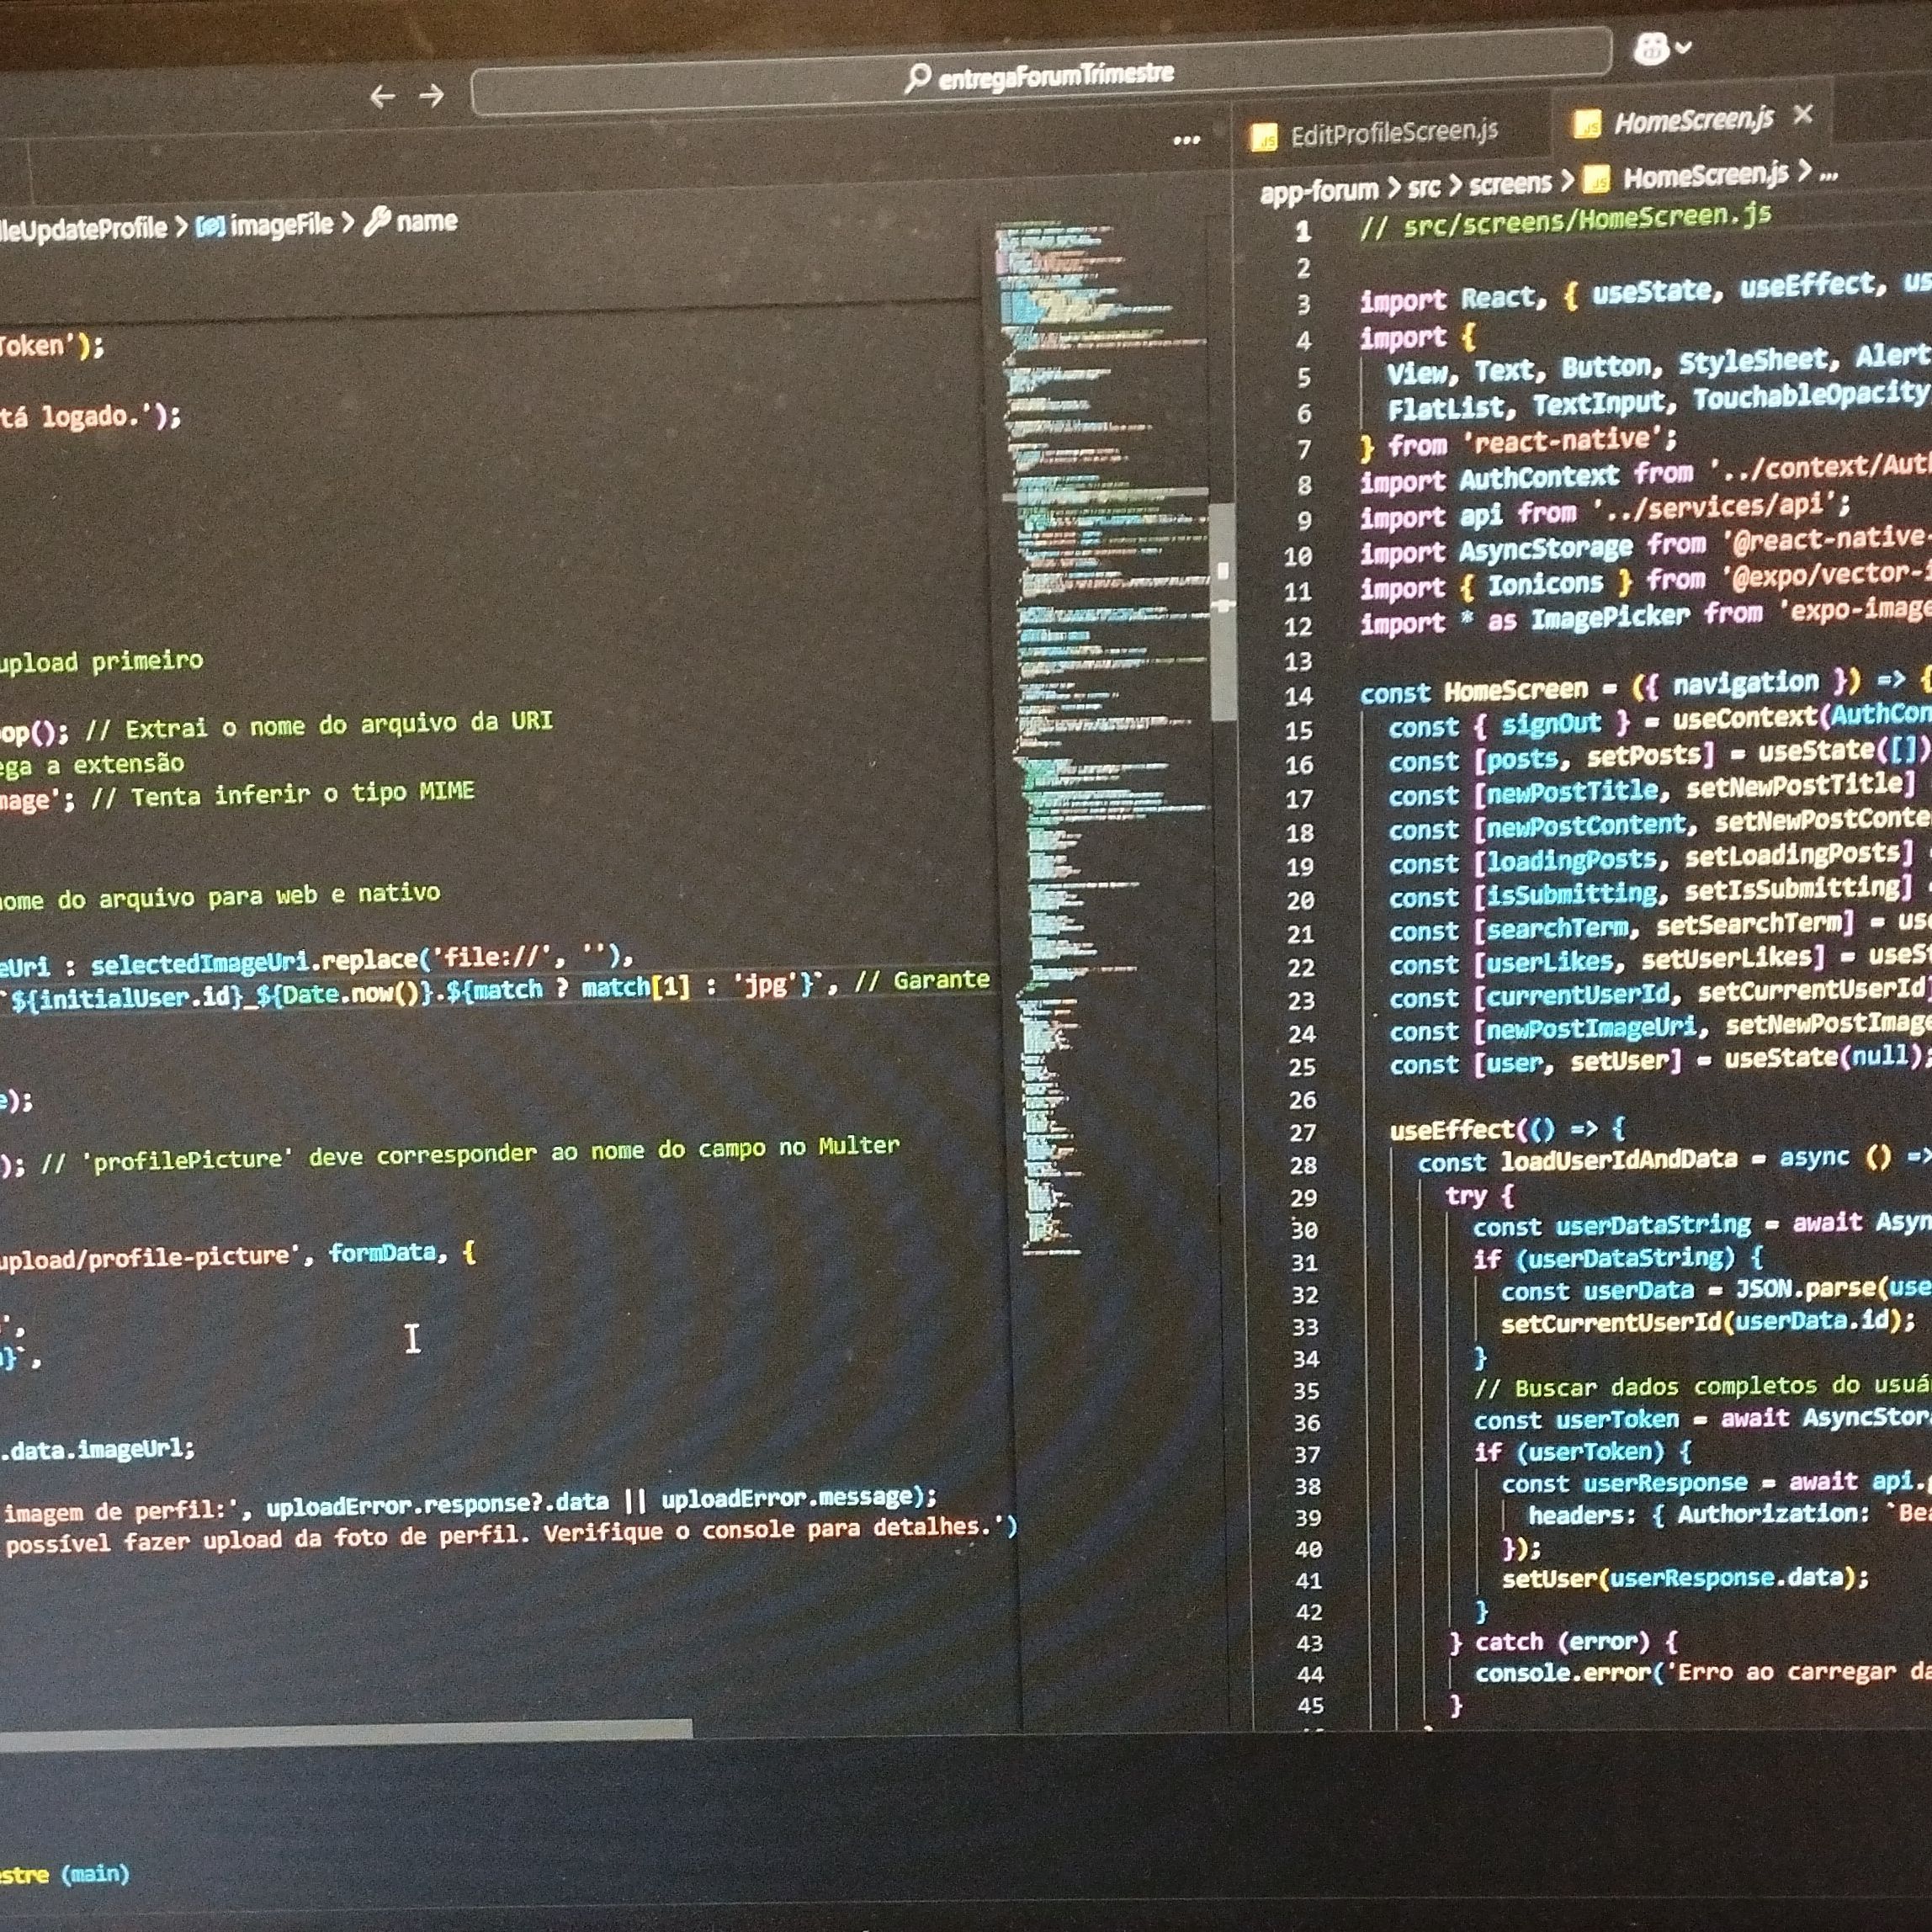 entregaForumTrimestre
leUpdateProfile > imageFile > name
Token');
tá logado.');
upload primeiro
op(); // Extrai o nome do arquivo da URI
ega a extensão
mage'; // Tenta inferir o tipo MIME
nome do arquivo para web e nativo
eUri : selectedImageUri.replace('file://', ''),
`${initialUser.id}_${Date.now()}.${match ? match[1] : 'jpg'}`, // Garante
e);
); // 'profilePicture' deve corresponder ao nome do campo no Multer
upload/profile-picture', formData, {
',
}`,
.data.imageUrl;
imagem de perfil:', uploadError.response?.data || uploadError.message);
possível fazer upload da foto de perfil. Verifique o console para detalhes.')
stre (main)
EditProfileScreen.js HomeScreen.js
app-forum > src > screens > JS HomeScreen.js > ...
1 // src/screens/HomeScreen.js
2
3 import React, { useState, useEffect, us
4 import {
5 View, Text, Button, StyleSheet, Alert
6 FlatList, TextInput, TouchableOpacity
7 } from 'react-native';
8 import AuthContext from '../context/Aut
9 import api from '../services/api';
10 import AsyncStorage from '@react-native-
11 import { Ionicons } from '@expo/vector-i
12 import * as ImagePicker from 'expo-image
13
14 const HomeScreen = ({ navigation }) => {
15 const { signOut } = useContext(AuthCon
16 const [posts, setPosts] = useState([])
17 const [newPostTitle, setNewPostTitle]
18 const [newPostContent, setNewPostConte
19 const [loadingPosts, setLoadingPosts]
20 const [isSubmitting, setIsSubmitting]
21 const [searchTerm, setSearchTerm] = us
22 const [userLikes, setUserLikes] = useS
23 const [currentUserId, setCurrentUserId]
24 const [newPostImageUri, setNewPostImage
25 const [user, setUser] = useState(null);
26
27 useEffect(() => {
28 const loadUserIdAndData = async () =>
29 try {
30 const userDataString = await Asyn
31 if (userDataString) {
32 const userData = JSON.parse(use
33 setCurrentUserId(userData.id);
34 }
35 // Buscar dados completos do usuá
36 const userToken = await AsyncStor
37 if (userToken) {
38 const userResponse = await api.
39 headers: { Authorization: `Bea
40 });
41 setUser(userResponse.data);
42 }
43 } catch (error) {
44 console.error('Erro ao carregar da
45 }